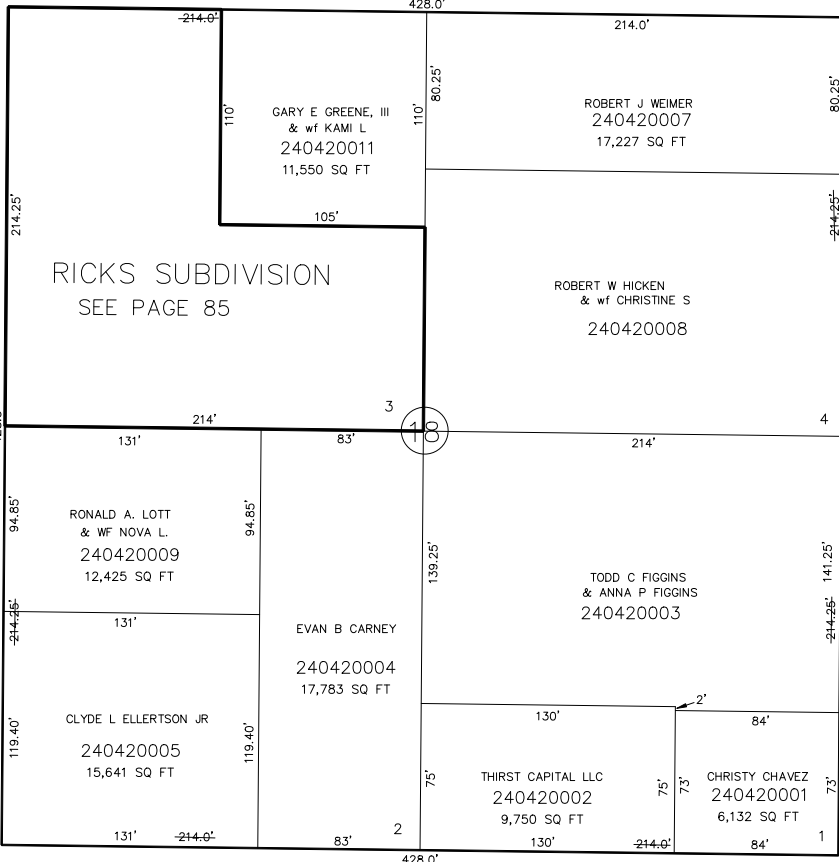 428.0'
214.0'
214.0'
110'
GARY E GREENE, III
& wf KAMI L
240420011
11,550 SQ FT
110'
105'
80.25'
ROBERT J WEIMER
240420007
17,227 SQ FT
80.25'
214.25'
RICKS SUBDIVISION
SEE PAGE 85
214'
3
18
ROBERT W HICKEN
& wf CHRISTINE S
240420008
214.25'
4
214'
131'
83'
94.85'
RONALD A. LOTT
& WF NOVA L.
240420009
12,425 SQ FT
94.85'
214.25'
131'
119.40'
CLYDE L ELLERTSON JR
240420005
15,641 SQ FT
119.40'
131'
214.0'
EVAN B CARNEY
240420004
17,783 SQ FT
83'
2
139.25'
TODD C FIGGINS
& ANNA P FIGGINS
240420003
141.25'
214.25'
2'
130'
84'
75'
THIRST CAPITAL LLC
240420002
9,750 SQ FT
75'
130'
214.0'
73'
CHRISTY CHAVEZ
240420001
6,132 SQ FT
73'
84'
1
428.0'